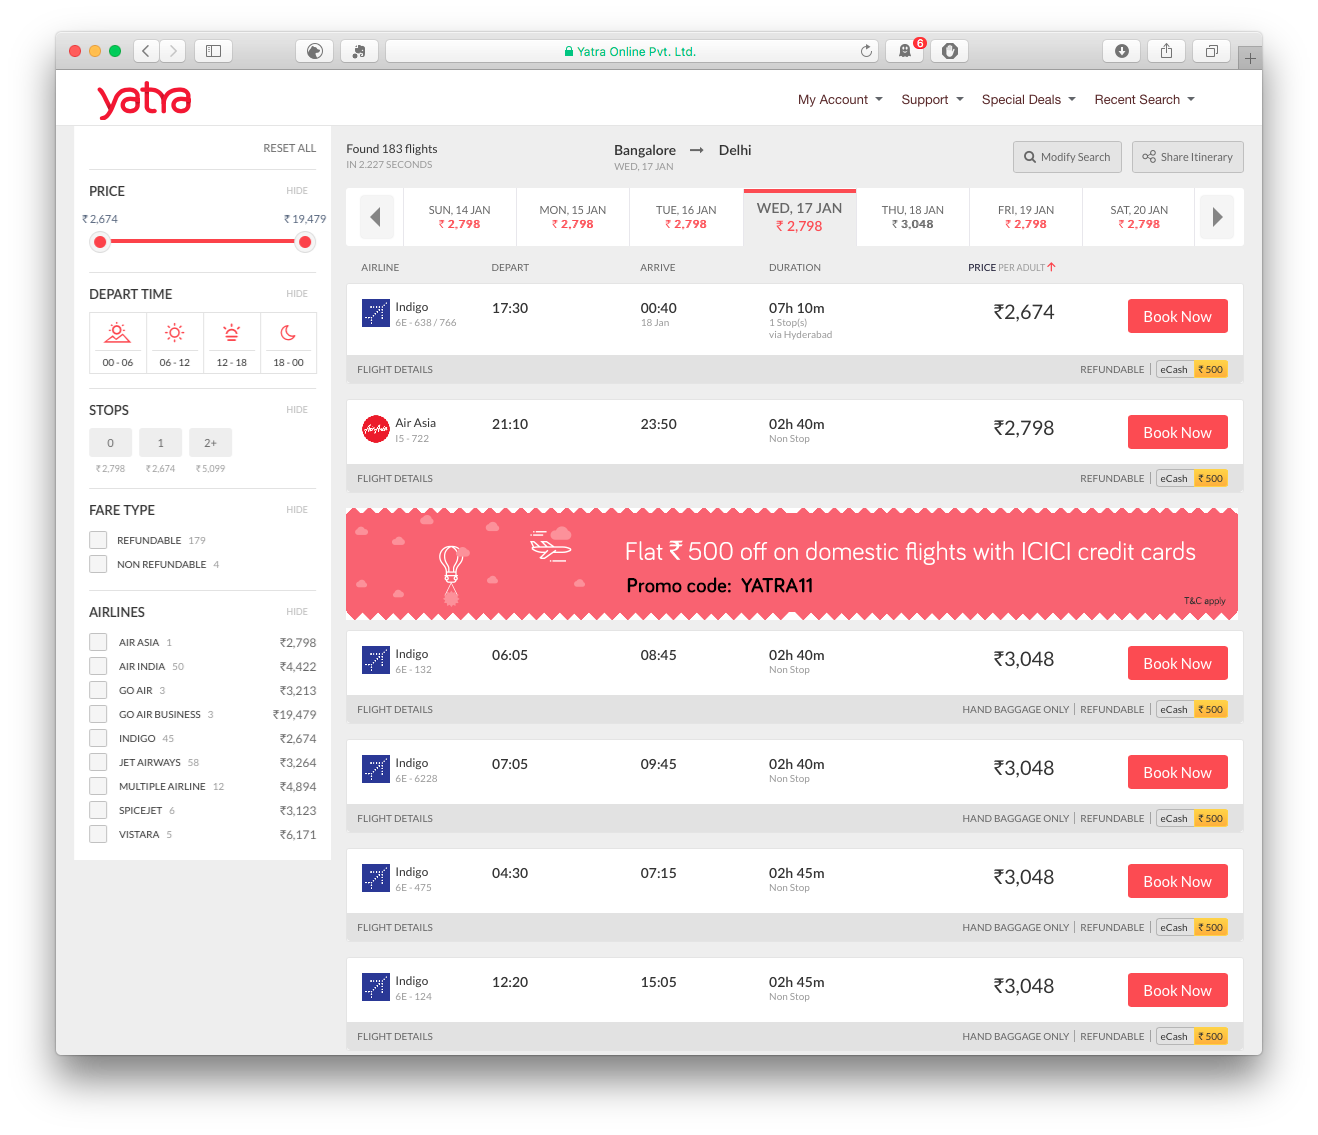 Yatra Online Pvt. Ltd.
6
yatra
My Account
Support
Special Deals
Recent Search
RESET ALL
PRICE
HIDE
₹ 2,674
₹ 19,479
DEPART TIME
HIDE
00 - 06
06 - 12
12 - 18
18 - 00
STOPS
HIDE
0
1
2+
₹ 2,798
₹ 2,674
₹ 5,099
FARE TYPE
HIDE
REFUNDABLE 179
NON REFUNDABLE 4
AIRLINES
HIDE
AIR ASIA 1 ₹2,798
AIR INDIA 50 ₹4,422
GO AIR 3 ₹3,213
GO AIR BUSINESS 3 ₹19,479
INDIGO 45 ₹2,674
JET AIRWAYS 58 ₹3,264
MULTIPLE AIRLINE 12 ₹4,894
SPICEJET 6 ₹3,123
VISTARA 5 ₹6,171
Found 183 flights
IN 2.227 SECONDS
Bangalore → Delhi
WED, 17 JAN
Modify Search
Share Itinerary
SUN, 14 JAN
₹ 2,798
MON, 15 JAN
₹ 2,798
TUE, 16 JAN
₹ 2,798
WED, 17 JAN
₹ 2,798
THU, 18 JAN
₹ 3,048
FRI, 19 JAN
₹ 2,798
SAT, 20 JAN
₹ 2,798
AIRLINE DEPART ARRIVE DURATION PRICE PER ADULT
Indigo 17:30 00:40 07h 10m ₹2,674 Book Now
6E - 638 / 766 18 Jan 1 Stop(s)
via Hyderabad
FLIGHT DETAILS REFUNDABLE | eCash ₹ 500
Air Asia 21:10 23:50 02h 40m ₹2,798 Book Now
AirAsia
I5 - 722 Non Stop
FLIGHT DETAILS REFUNDABLE | eCash ₹ 500
Flat ₹ 500 off on domestic flights with ICICI credit cards
Promo code: YATRA11
T&C apply
Indigo 06:05 08:45 02h 40m ₹3,048 Book Now
6E - 132 Non Stop
FLIGHT DETAILS HAND BAGGAGE ONLY | REFUNDABLE | eCash ₹ 500
Indigo 07:05 09:45 02h 40m ₹3,048 Book Now
6E - 6228 Non Stop
FLIGHT DETAILS HAND BAGGAGE ONLY | REFUNDABLE | eCash ₹ 500
Indigo 04:30 07:15 02h 45m ₹3,048 Book Now
6E - 475 Non Stop
FLIGHT DETAILS HAND BAGGAGE ONLY | REFUNDABLE | eCash ₹ 500
Indigo 12:20 15:05 02h 45m ₹3,048 Book Now
6E - 124 Non Stop
FLIGHT DETAILS HAND BAGGAGE ONLY | REFUNDABLE | eCash ₹ 500